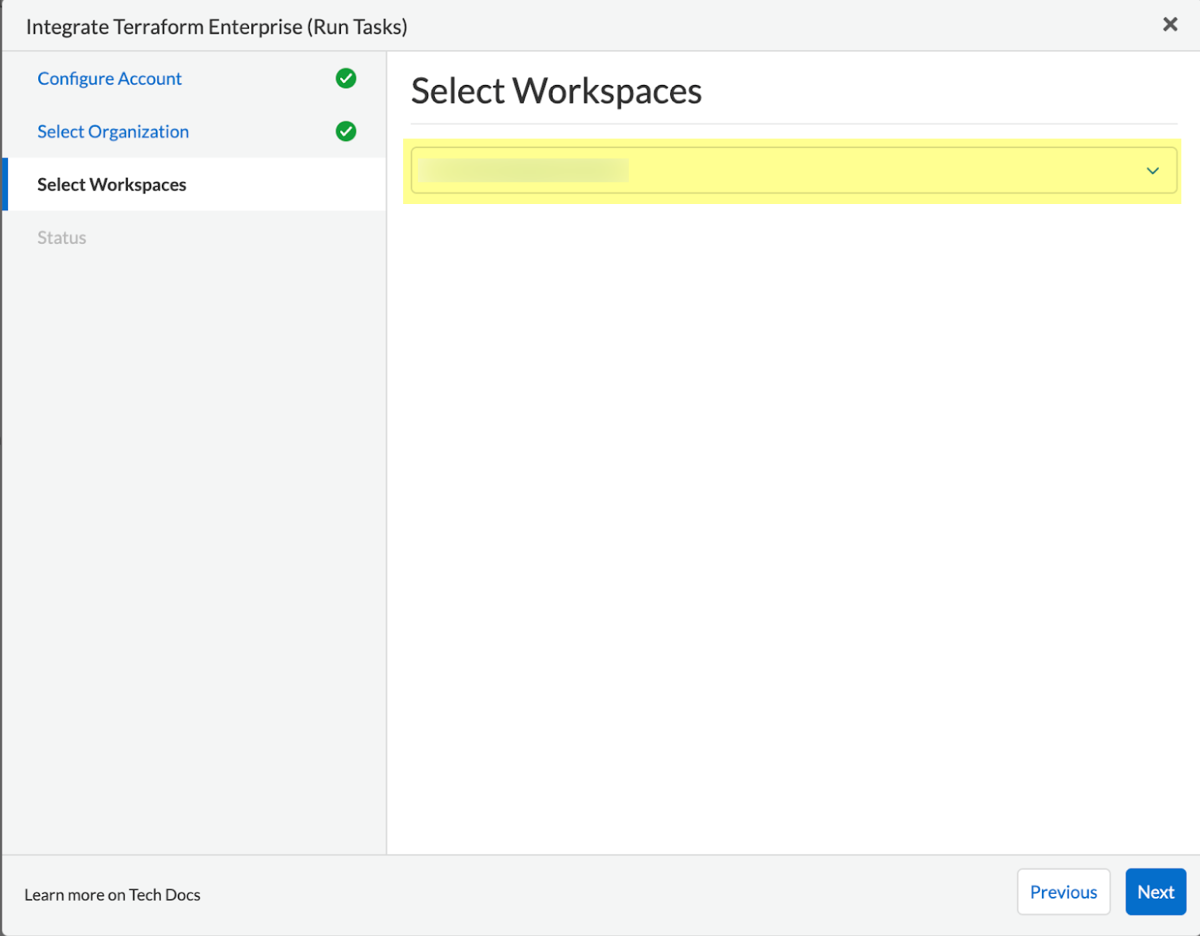 Integrate Terraform Enterprise (Run Tasks)
Configure Account
Select Organization
Select Workspaces
Status
Select Workspaces
Learn more on Tech Docs
Previous
Next